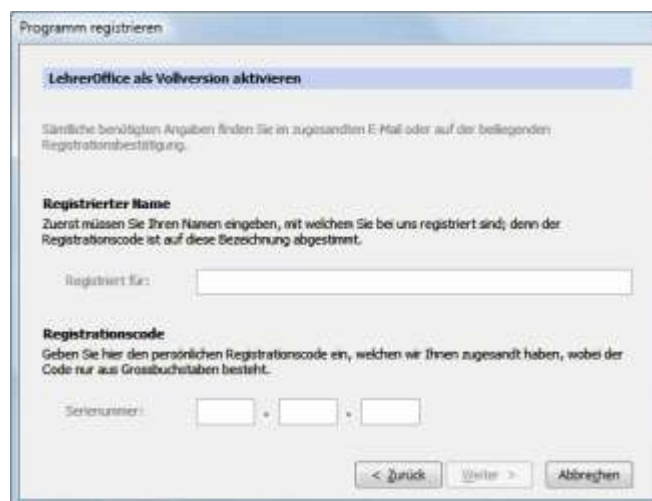 Programm registrieren
LehrerOffice als Vollversion aktivieren
Sämtliche benötigten Angaben finden Sie im zugesandten E-Mail oder auf der beiliegenden
Registrationsbestätigung.
Registrierter Name
Zuerst müssen Sie Ihren Namen eingeben, mit welchem Sie bei uns registriert sind; denn der
Registrationscode ist auf diese Bezeichnung abgestimmt.
Registriert für:
Registrationscode
Geben Sie hier den persönlichen Registrationscode ein, welchen wir Ihnen zugesandt haben, wobei der
Code nur aus Grossbuchstaben besteht.
Seriennummer: - -
< Zurück Weiter > Abbrechen